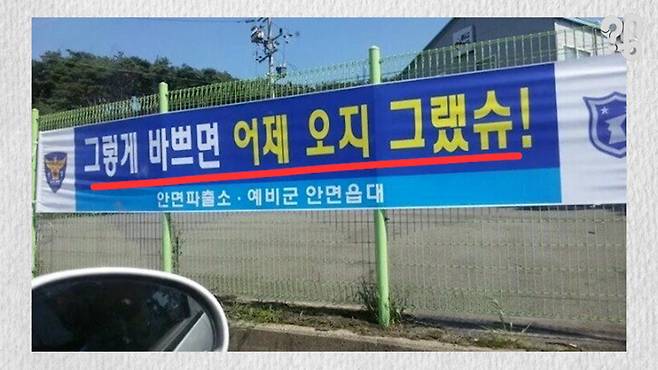 그렇게 바쁘면 어제 오지 그랬슈!
안면파출소 · 예비군 안면읍대